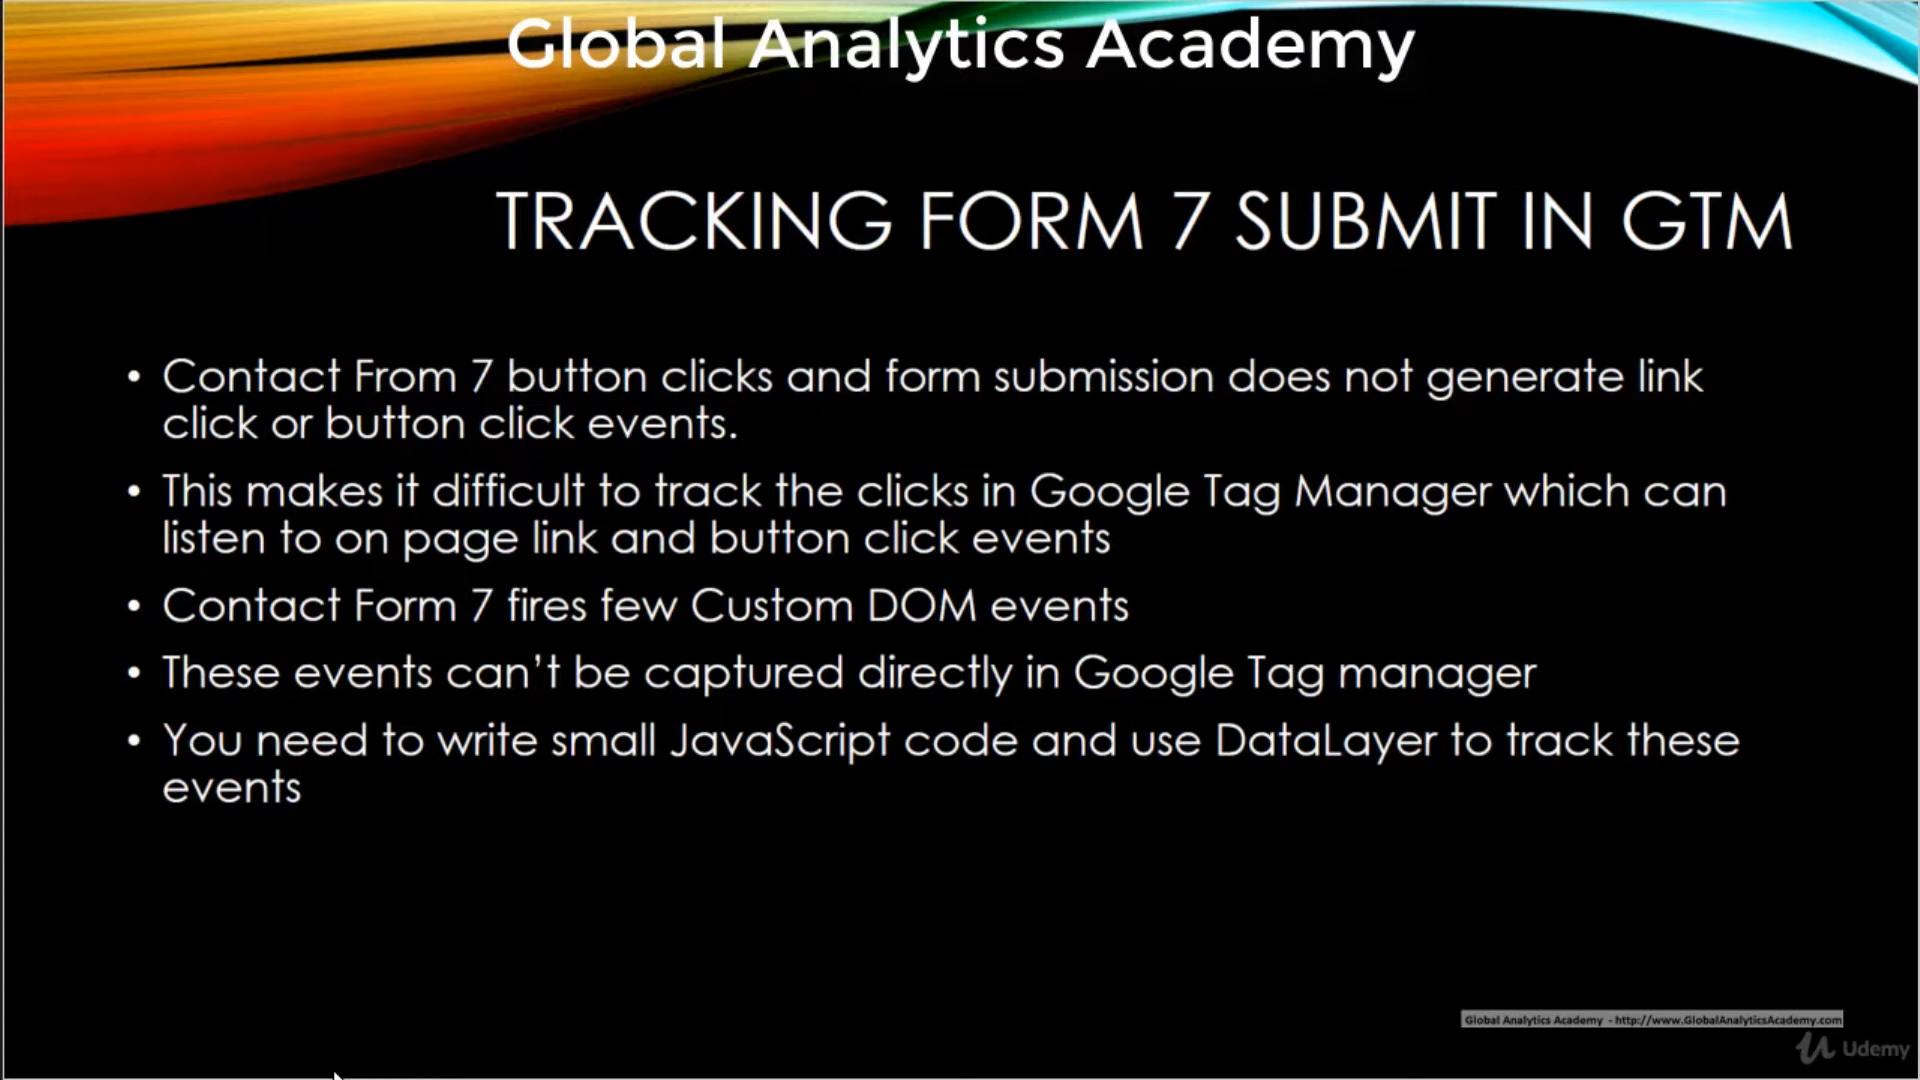 Global Analytics Academy
TRACKING FORM 7 SUBMIT IN GTM
• Contact From 7 button clicks and form submission does not generate link
click or button click events.
• This makes it difficult to track the clicks in Google Tag Manager which can
listen to on page link and button click events
• Contact Form 7 fires few Custom DOM events
• These events can’t be captured directly in Google Tag manager
• You need to write small JavaScript code and use DataLayer to track these
events
Global Analytics Academy - http://www.GlobalAnalyticsAcademy.com
Udemy